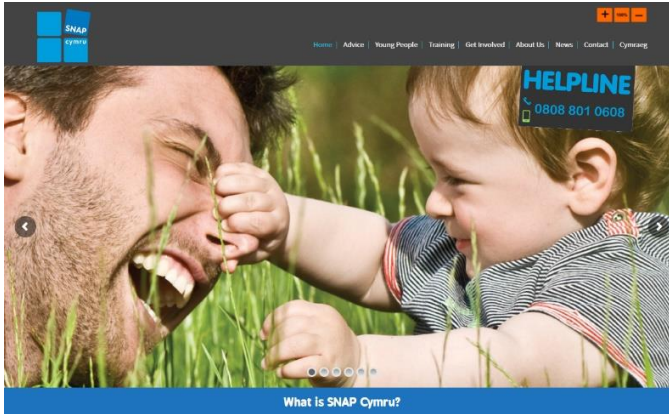 SNAP
cymru
+ 100% −
Home | Advice | Young People | Training | Get Involved | About Us | News | Contact | Cymraeg
HELPLINE
0808 801 0608
What is SNAP Cymru?